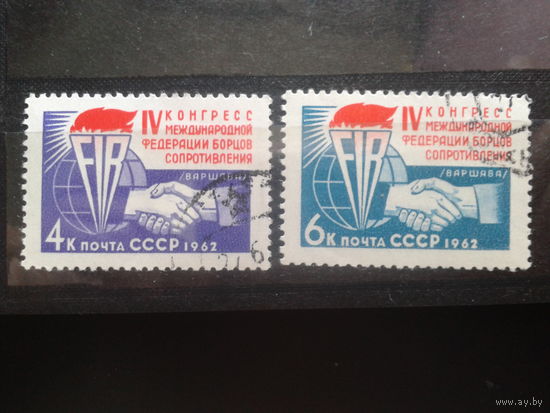 IV КОНГРЕСС
МЕЖДУНАРОДНОЙ
ФЕДЕРАЦИИ БОРЦОВ
СОПРОТИВЛЕНИЯ
/ВАРШАВА/
FIR
4К ПОЧТА СССР 1962
IV КОНГРЕСС
МЕЖДУНАРОДНОЙ
ФЕДЕРАЦИИ БОРЦОВ
СОПРОТИВЛЕНИЯ
/ВАРШАВА/
FIR
6К ПОЧТА СССР 1962
www.ay.by